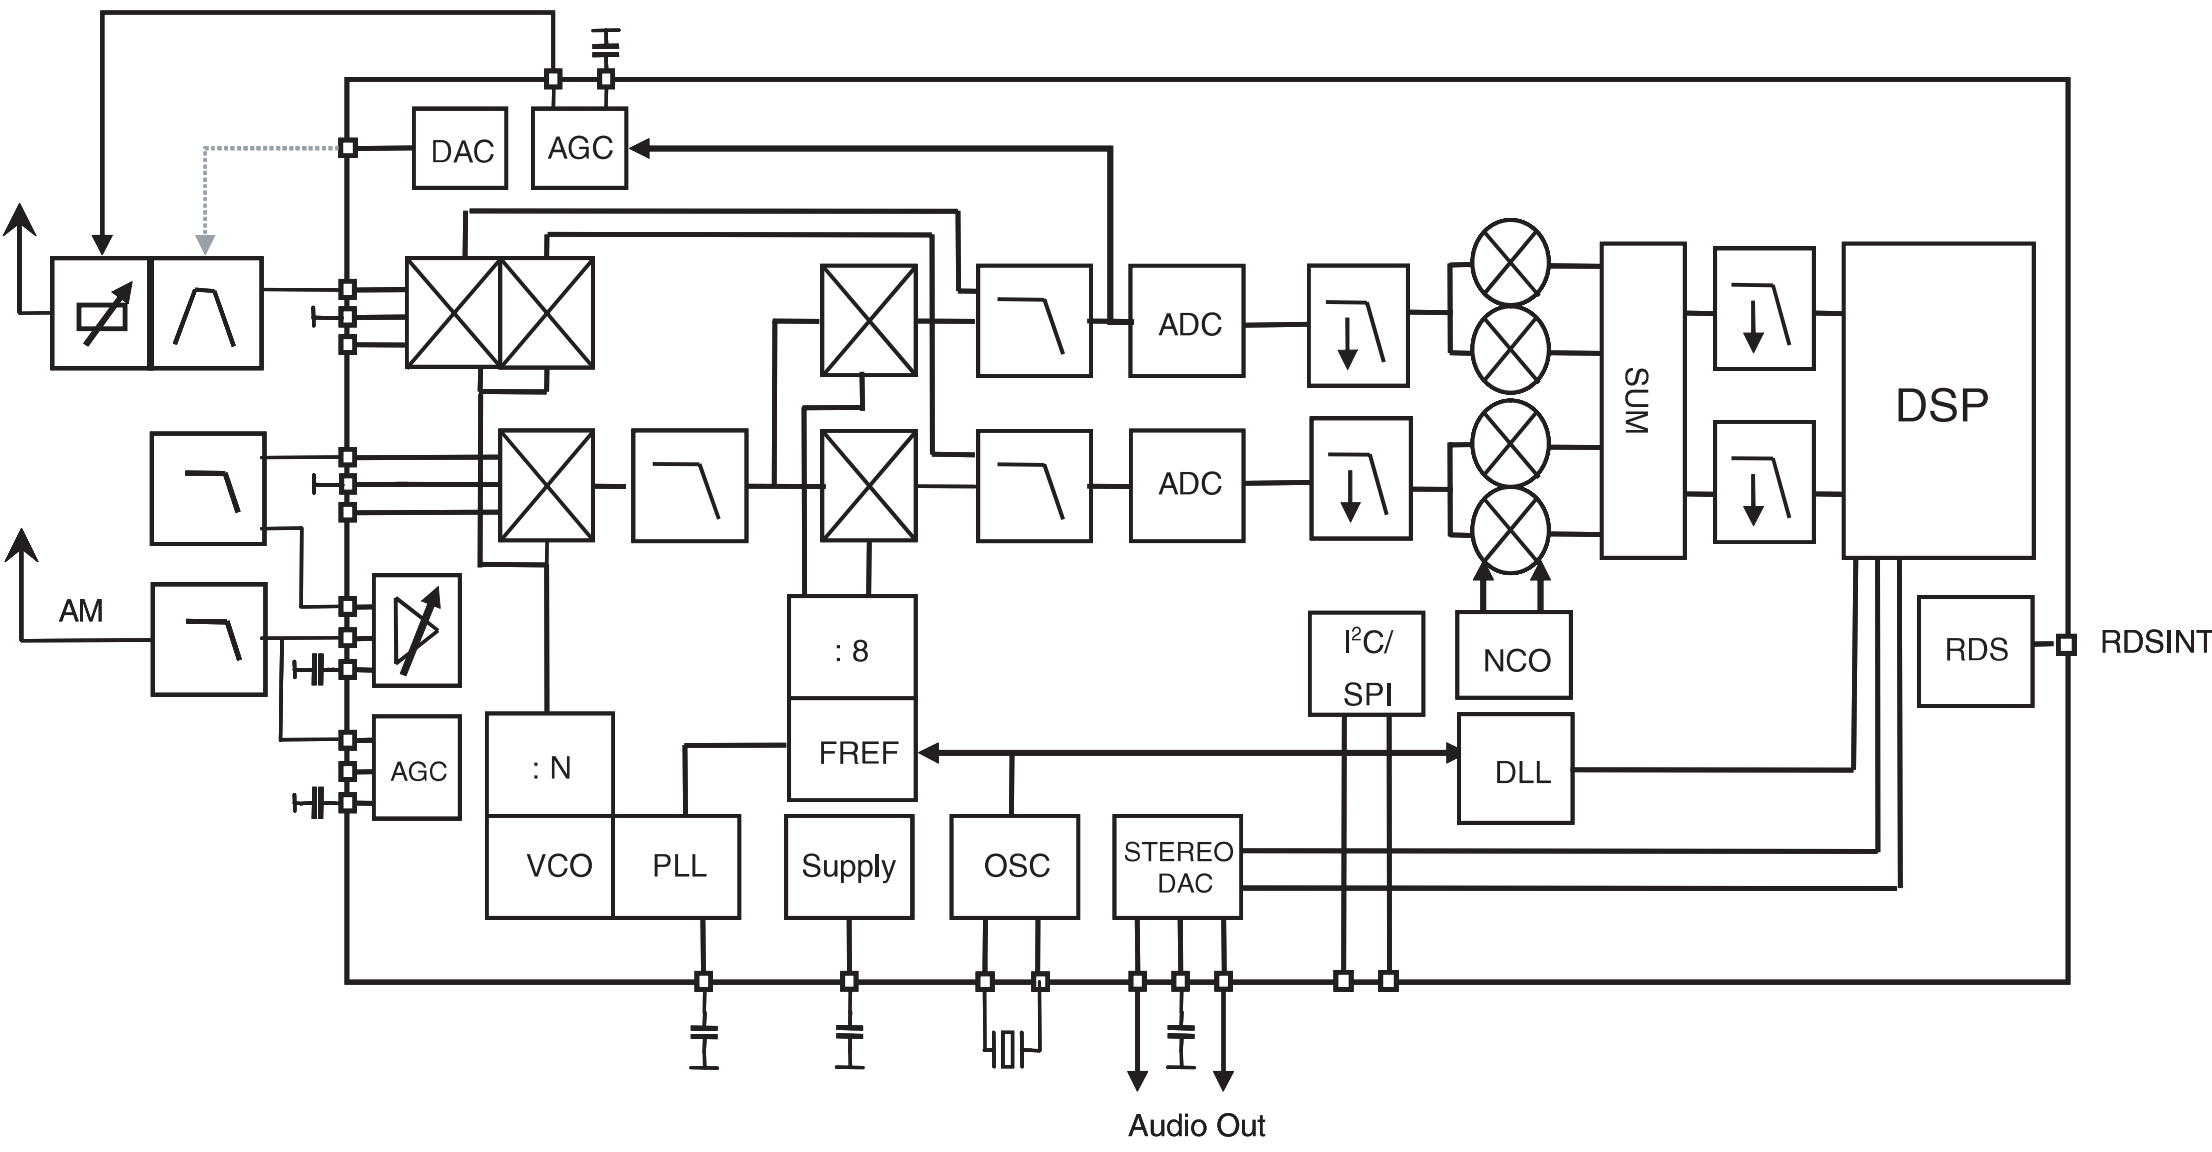 DAC
AGC
ADC
SUM
DSP
ADC
AM
: 8
I²C/
SPI
NCO
RDS
RDSINT
FREF
: N
AGC
DLL
VCO
PLL
Supply
OSC
STEREO
DAC
Audio Out